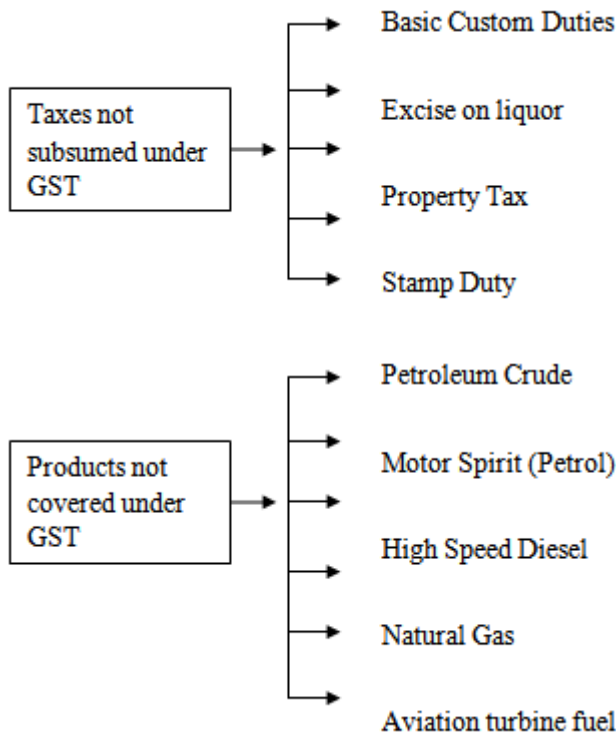 Taxes not
subsumed under
GST
Basic Custom Duties
Excise on liquor
Property Tax
Stamp Duty
Products not
covered under
GST
Petroleum Crude
Motor Spirit (Petrol)
High Speed Diesel
Natural Gas
Aviation turbine fuel